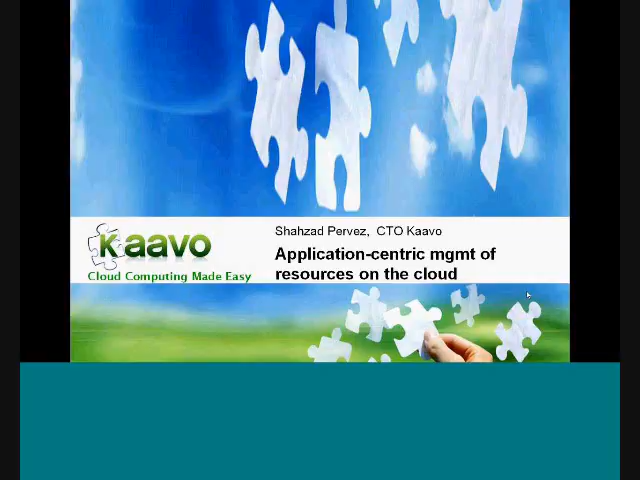 Shahzad Pervez, CTO Kaavo
kaavo
Application-centric mgmt of
resources on the cloud
Cloud Computing Made Easy